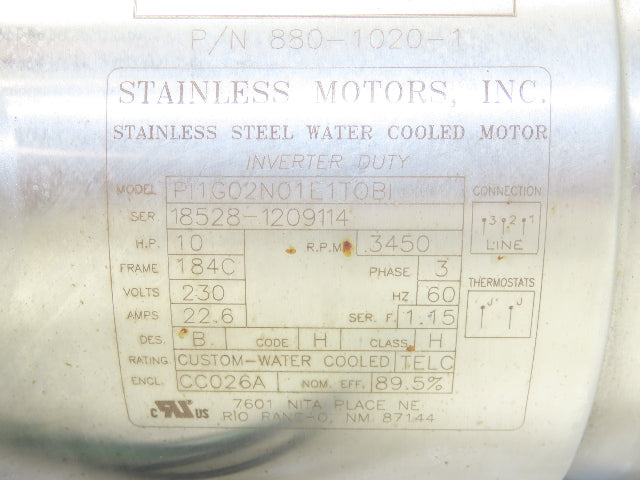 P/N 880-1020-1
STAINLESS MOTORS, INC.
STAINLESS STEEL WATER COOLED MOTOR
INVERTER DUTY
MODEL P11G02N01E1TOB1 CONNECTION
SER. 18528-1209114 3 2 1
H.P. 10 R.P.M. 3450 LINE
FRAME 184C PHASE 3 THERMOSTATS
VOLTS 230 HZ 60 J J
AMPS 22.6 SER. F. 1.15
DES. B CODE H CLASS H
RATING CUSTOM-WATER COOLED TELC
ENCL. CC026A NOM. EFF. 89.5%
c RU US 7601 NITA PLACE NE.
RIO NM 87144